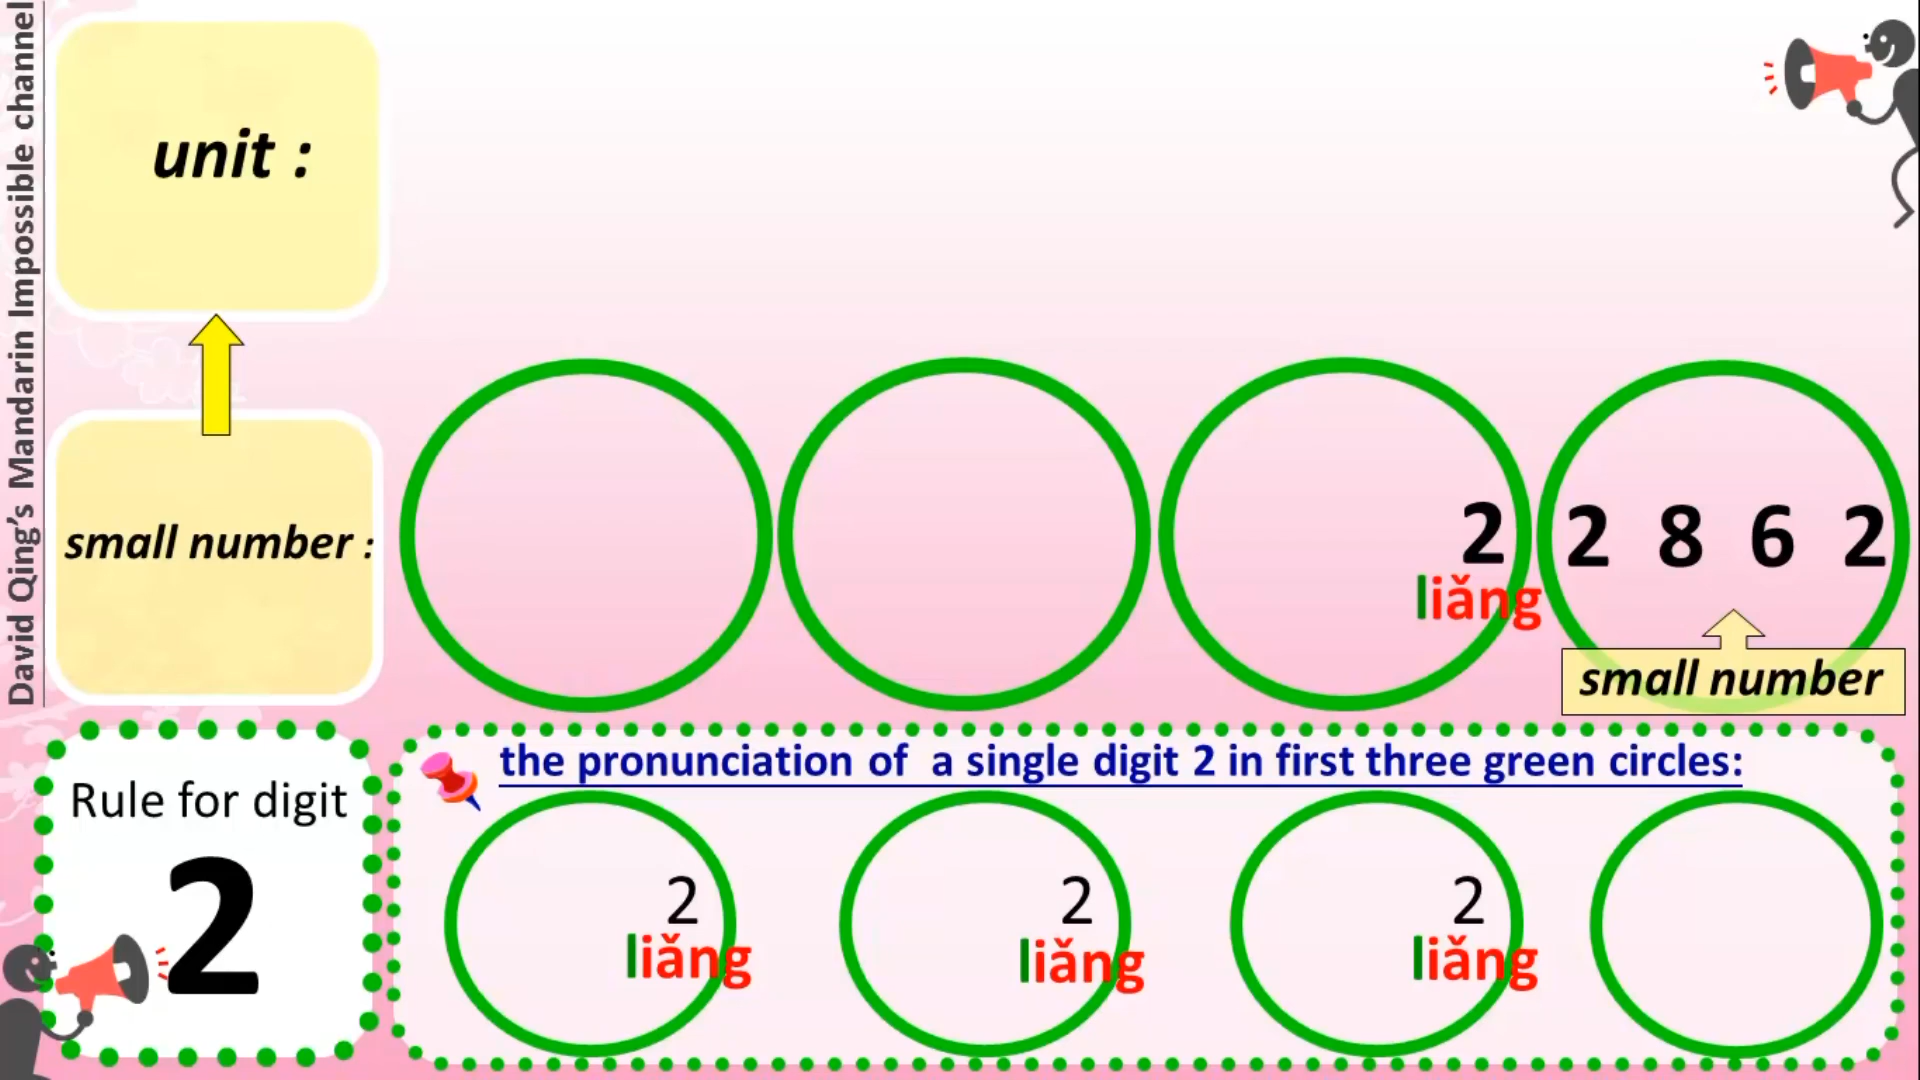 David Qing's Mandarin Impossible channel
unit :
small number :
2
2 8 6 2
liǎng
small number
Rule for digit
2
the pronunciation of a single digit 2 in first three green circles:
2 2 2
liǎng liǎng liǎng